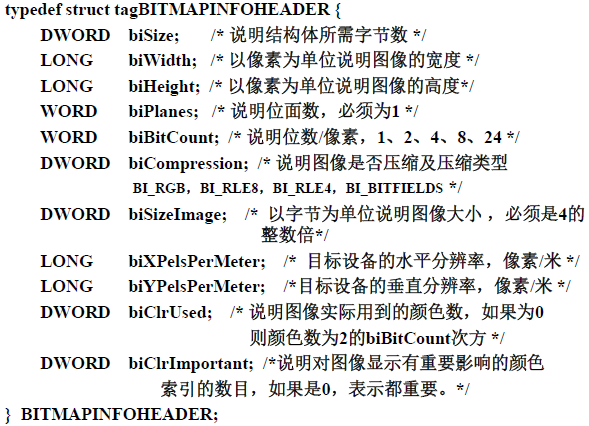 typedef struct tagBITMAPINFOHEADER {
DWORD biSize; /* 说明结构体所需字节数 */
LONG biWidth; /* 以像素为单位说明图像的宽度 */
LONG biHeight; /* 以像素为单位说明图像的高度*/
WORD biPlanes; /* 说明位面数，必须为1 */
WORD biBitCount; /* 说明位数/像素，1、2、4、8、24 */
DWORD biCompression; /* 说明图像是否压缩及压缩类型
BI_RGB，BI_RLE8，BI_RLE4，BI_BITFIELDS */
DWORD biSizeImage; /* 以字节为单位说明图像大小 ，必须是4的
整数倍*/
LONG biXPelsPerMeter; /* 目标设备的水平分辨率，像素/米 */
LONG biYPelsPerMeter; /*目标设备的垂直分辨率，像素/米 */
DWORD biClrUsed; /* 说明图像实际用到的颜色数，如果为0
则颜色数为2的biBitCount次方 */
DWORD biClrImportant; /*说明对图像显示有重要影响的颜色
索引的数目，如果是0，表示都重要。*/
} BITMAPINFOHEADER;